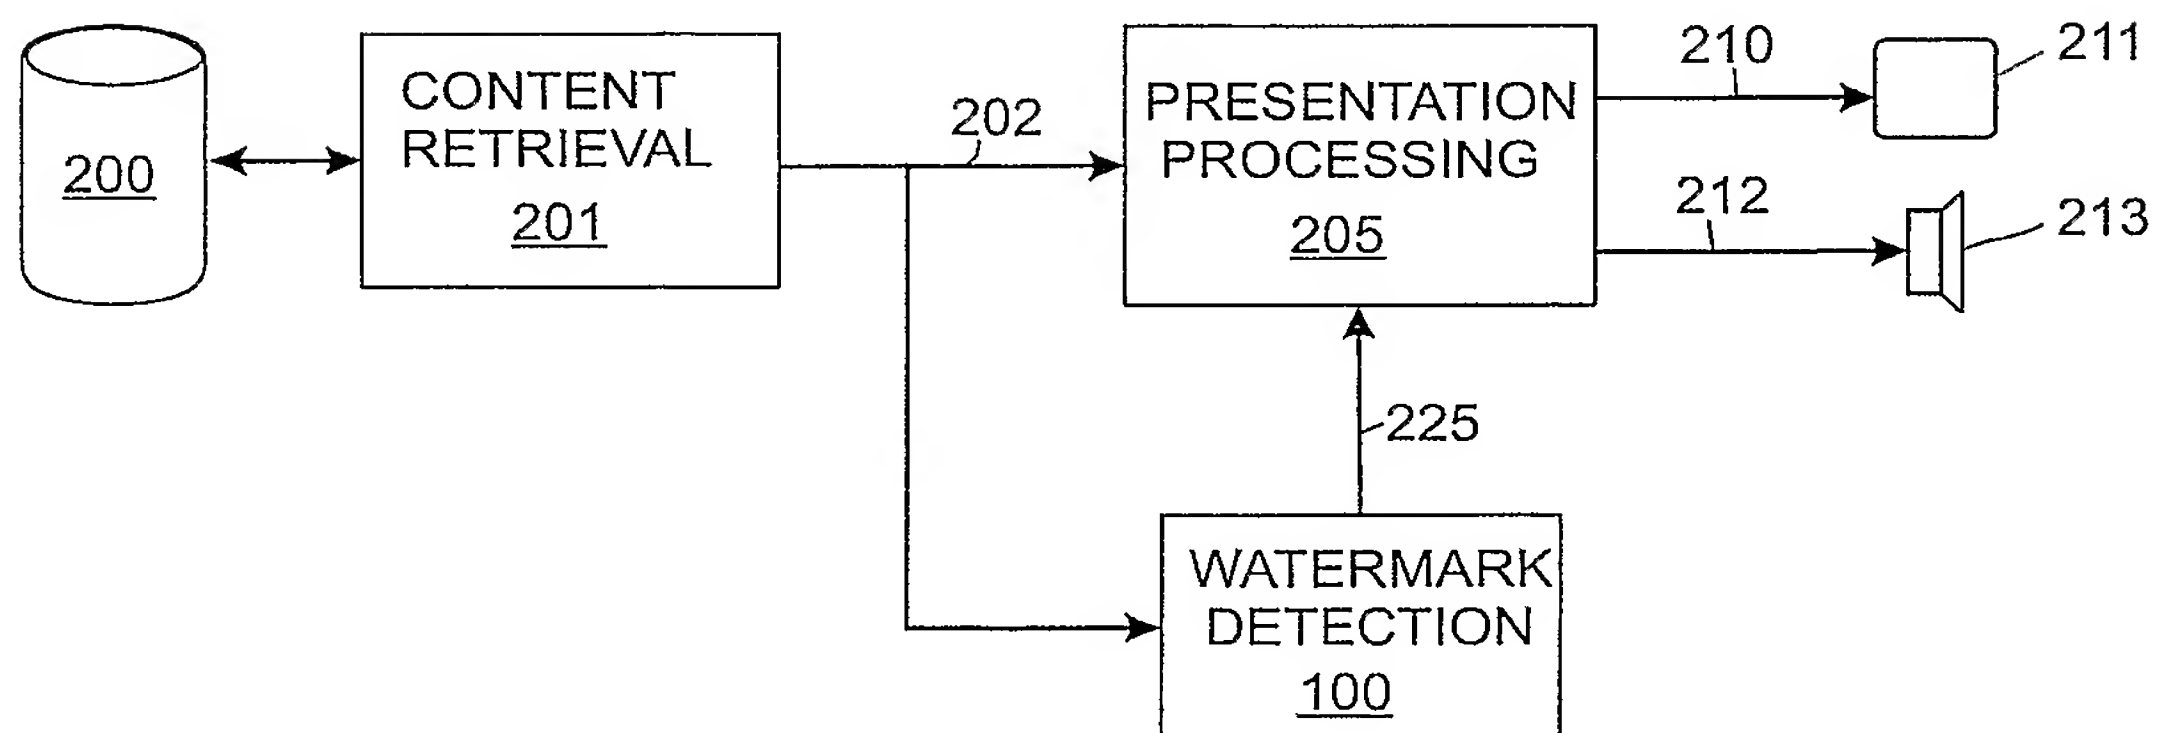 200
CONTENT
RETRIEVAL
201
202
PRESENTATION
PROCESSING
205
210
211
212
213
225
WATERMARK
DETECTION
100